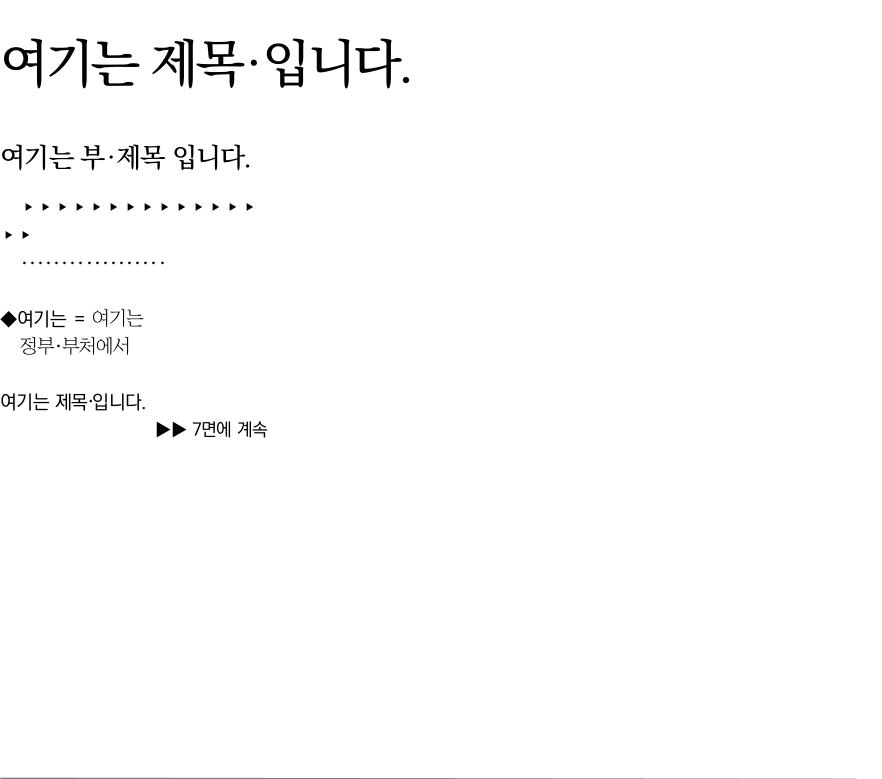 여기는 제목·입니다.
여기는 부·제목 입니다.
▶ ▶ ▶ ▶ ▶ ▶ ▶ ▶ ▶ ▶ ▶ ▶ ▶ ▶
▶ ▶
·················
◆여기는 = 여기는
정부·부처에서
여기는 제목·입니다.
▶▶ 7면에 계속